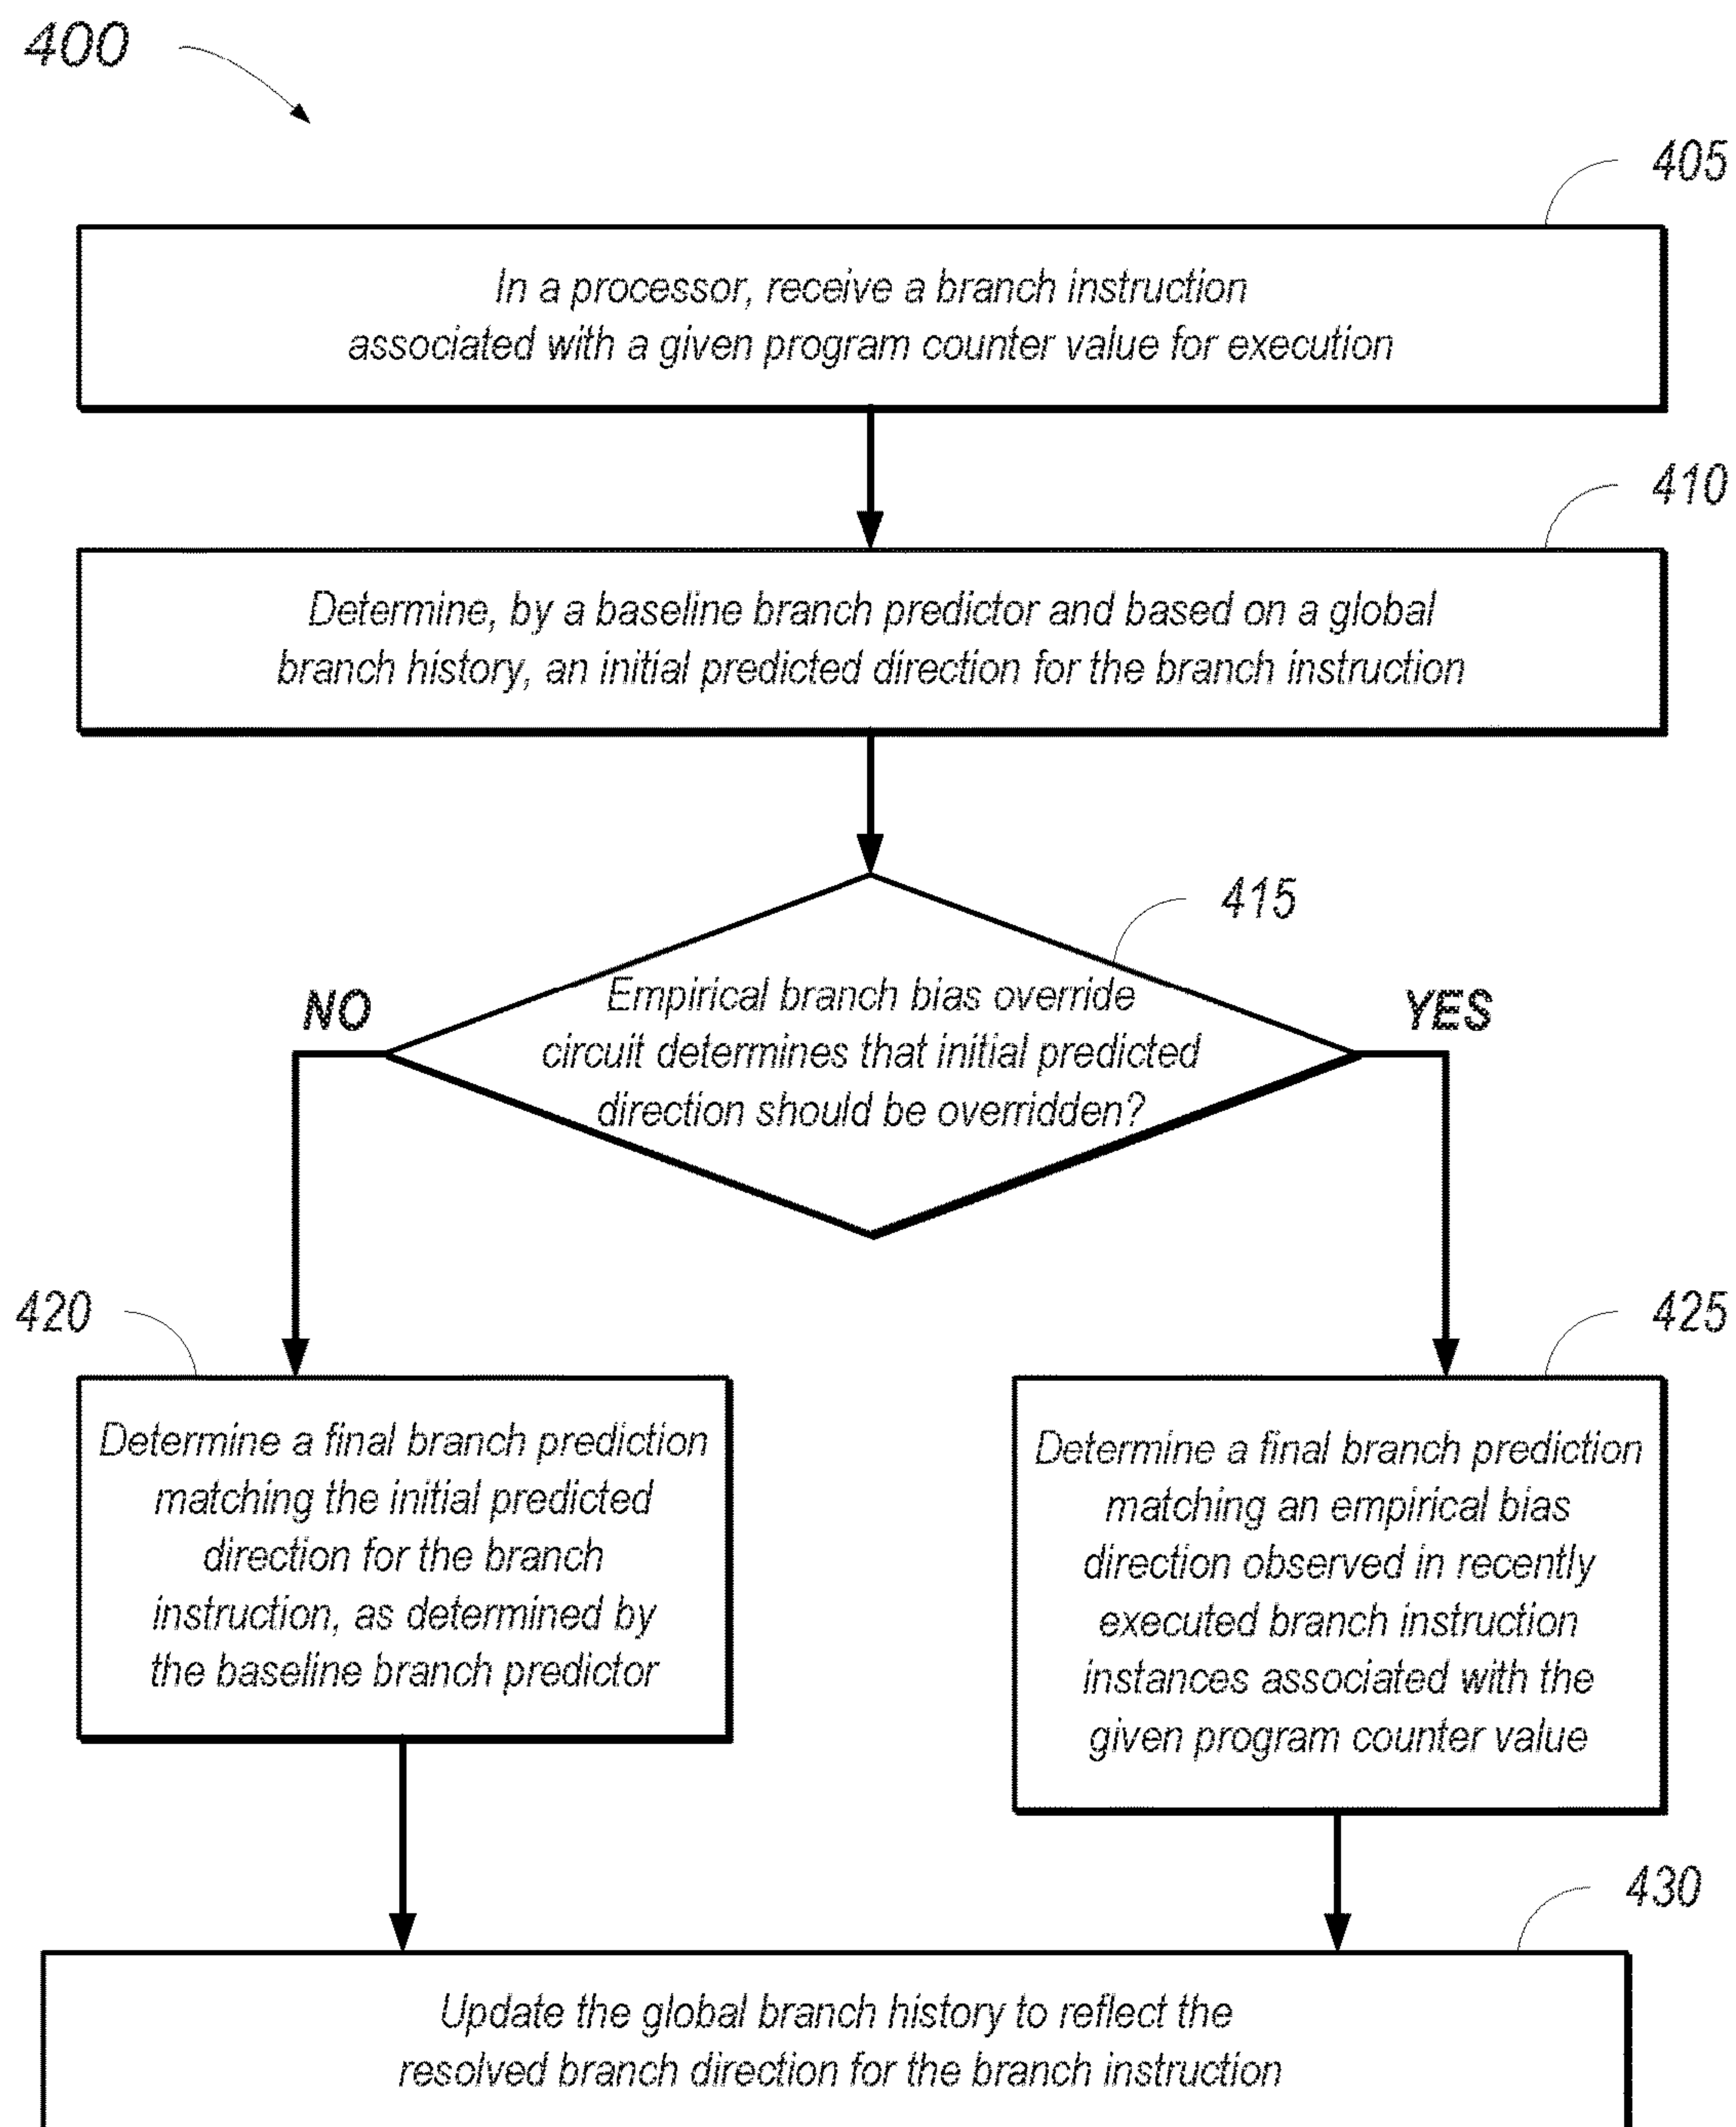 400
405
In a processor, receive a branch instruction
associated with a given program counter value for execution
410
Determine, by a baseline branch predictor and based on a global
branch history, an initial predicted direction for the branch instruction
415
Empirical branch bias override
circuit determines that initial predicted
direction should be overridden?
NO
YES
420
Determine a final branch prediction
matching the initial predicted
direction for the branch
instruction, as determined by
the baseline branch predictor
425
Determine a final branch prediction
matching an empirical bias
direction observed in recently
executed branch instruction
instances associated with the
given program counter value
430
Update the global branch history to reflect the
resolved branch direction for the branch instruction